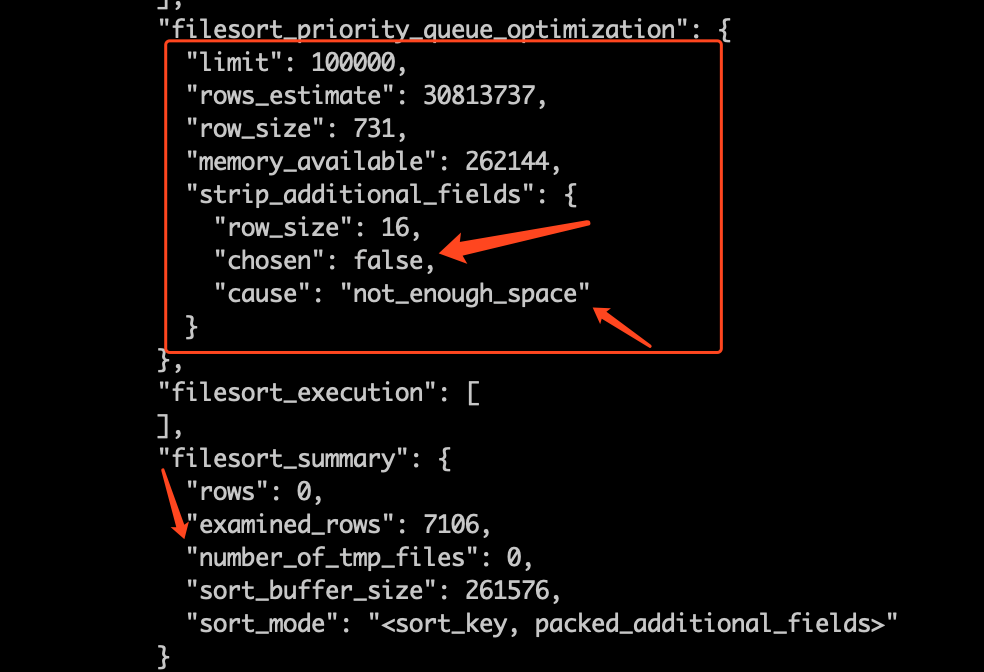 ],
"filesort_priority_queue_optimization": {
"limit": 100000,
"rows_estimate": 30813737,
"row_size": 731,
"memory_available": 262144,
"strip_additional_fields": {
"row_size": 16,
"chosen": false,
"cause": "not_enough_space"
}
},
"filesort_execution": [
],
"filesort_summary": {
"rows": 0,
"examined_rows": 7106,
"number_of_tmp_files": 0,
"sort_buffer_size": 261576,
"sort_mode": "<sort_key, packed_additional_fields>"
}